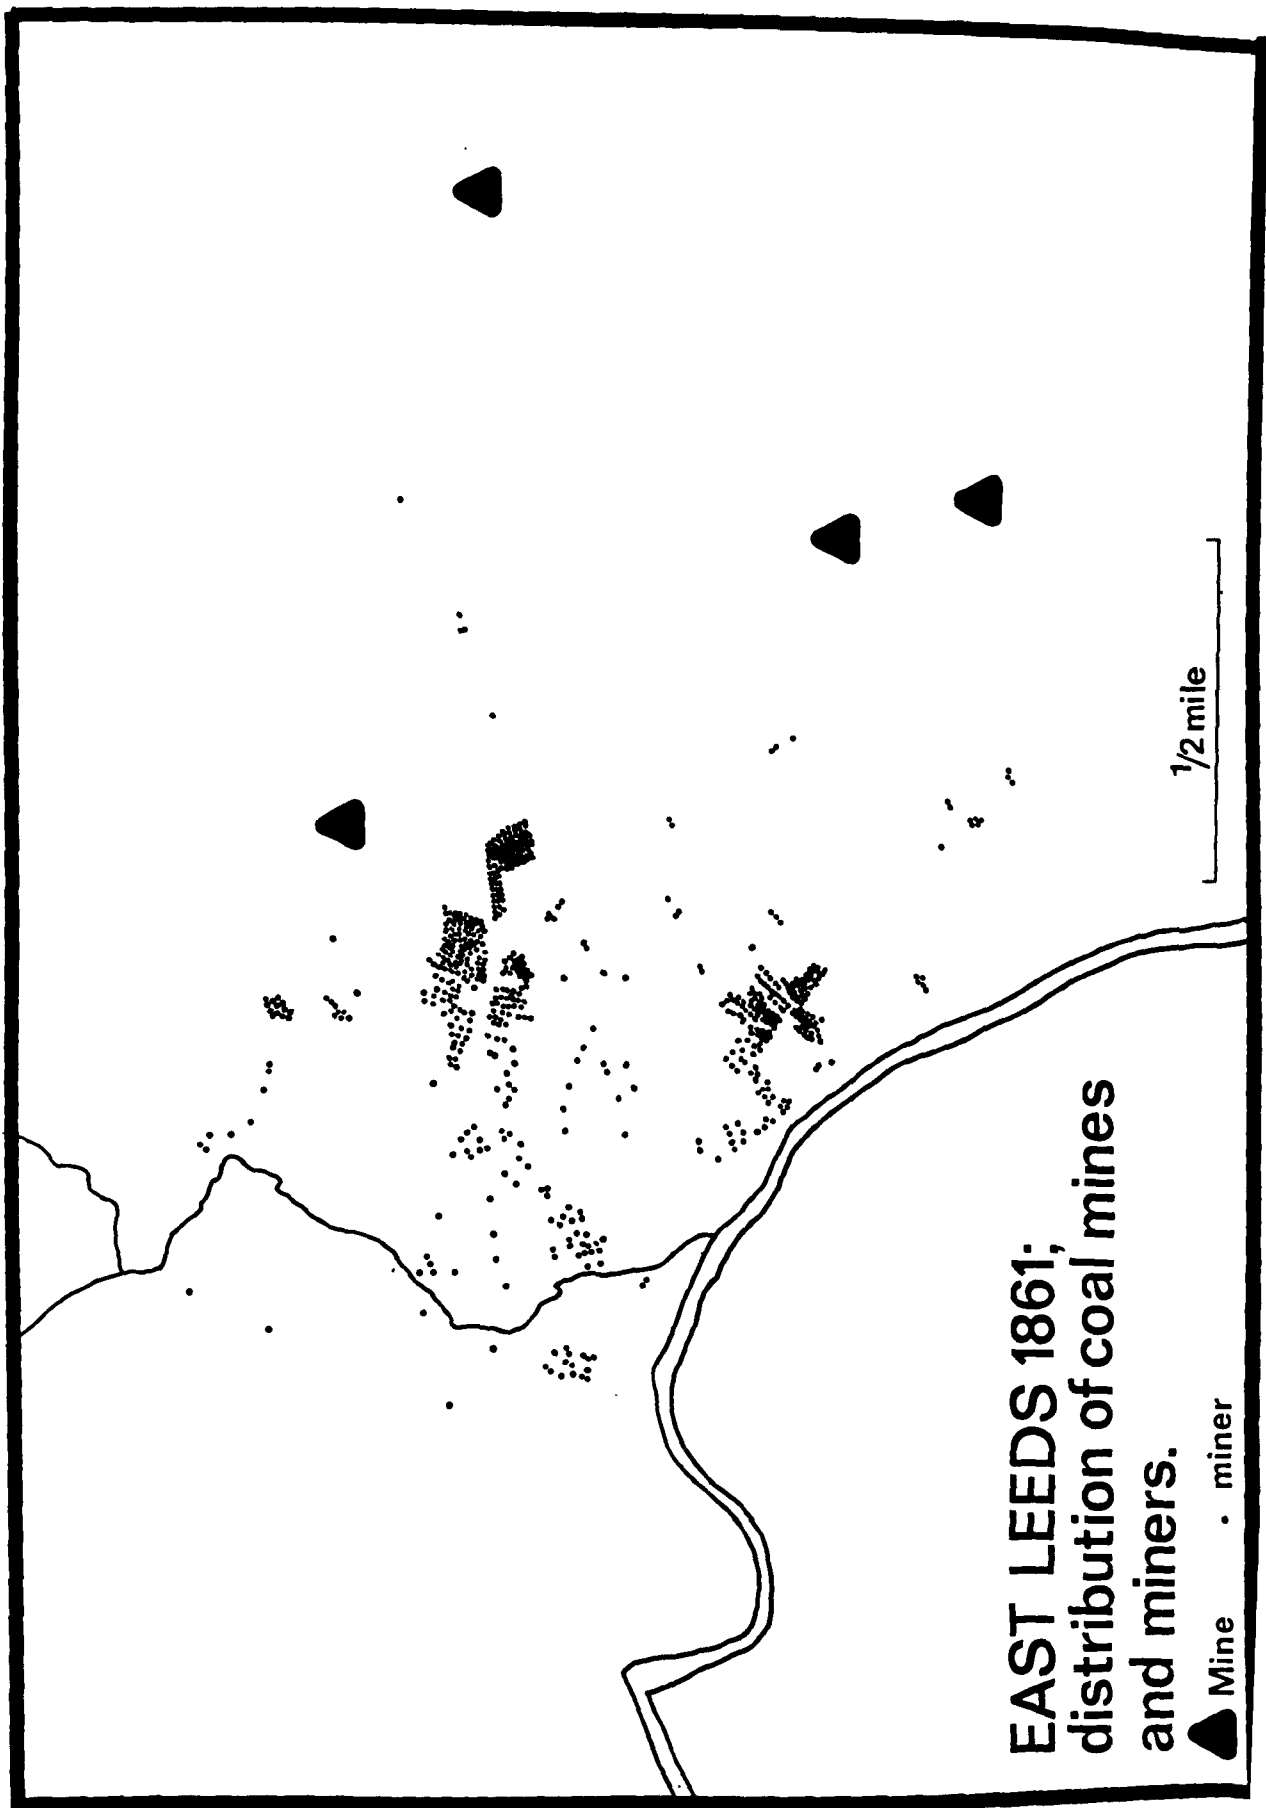 1/2 mile
EAST LEEDS 1861;
distribution of coal mines
and miners.
Mine
miner